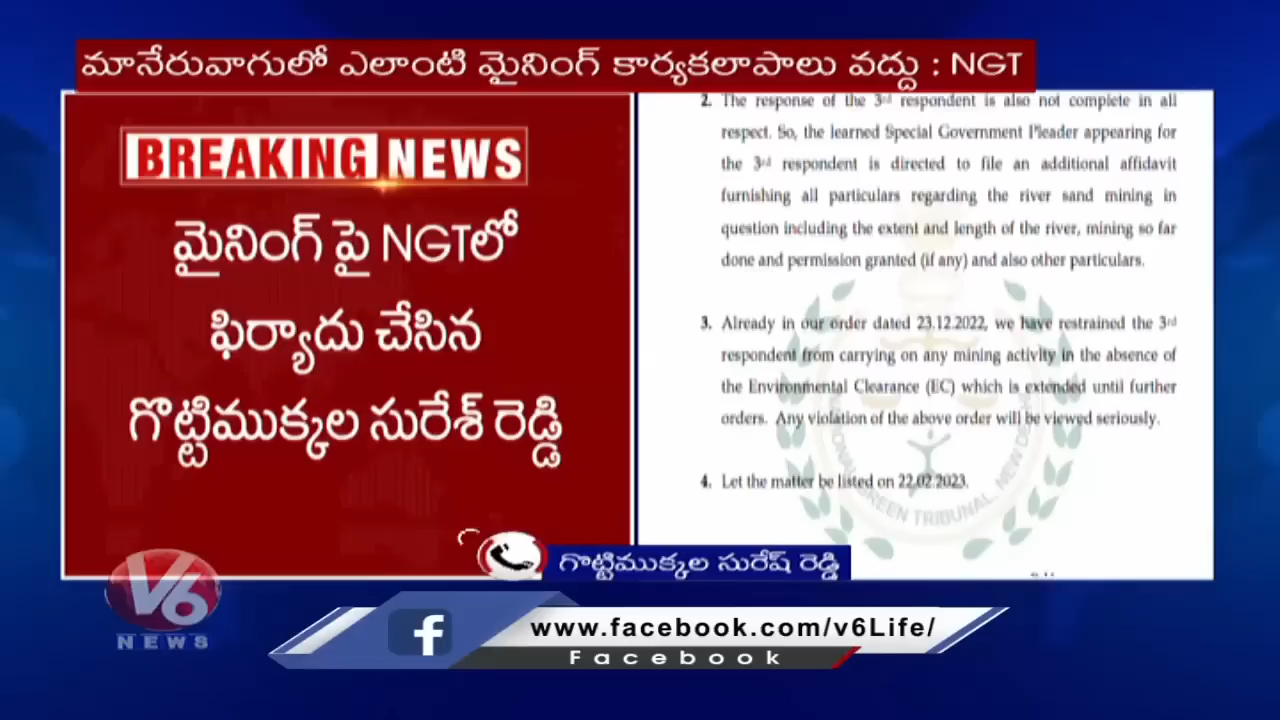 మానేరువాగులో ఎలాంటి మైనింగ్ కార్యకలాపాలు వద్దు : NGT
BREAKING NEWS
మైనింగ్ పై NGTలో
ఫిర్యాదు చేసిన
గొట్టిముక్కల సురేశ్ రెడ్డి
2. The response of the 3rd respondent is also not complete in all
respect. So, the learned Special Government Pleader appearing for
the 3rd respondent is directed to file an additional affidavit
furnishing all particulars regarding the river sand mining in
question including the extent and length of the river, mining so far
done and permission granted (if any) and also other particulars.
3. Already in our order dated 23.12.2022, we have restrained the 3rd
respondent from carrying on any mining activity in the absence of
the Environmental Clearance (EC) which is extended until further
orders. Any violation of the above order will be viewed seriously.
4. Let the matter be listed on 22.02.2023.
GREEN TRIBUNAL, NEW
గొట్టిముక్కల సురేష్ రెడ్డి
V6
NEWS
f
www.facebook.com/v6Life/
Facebook